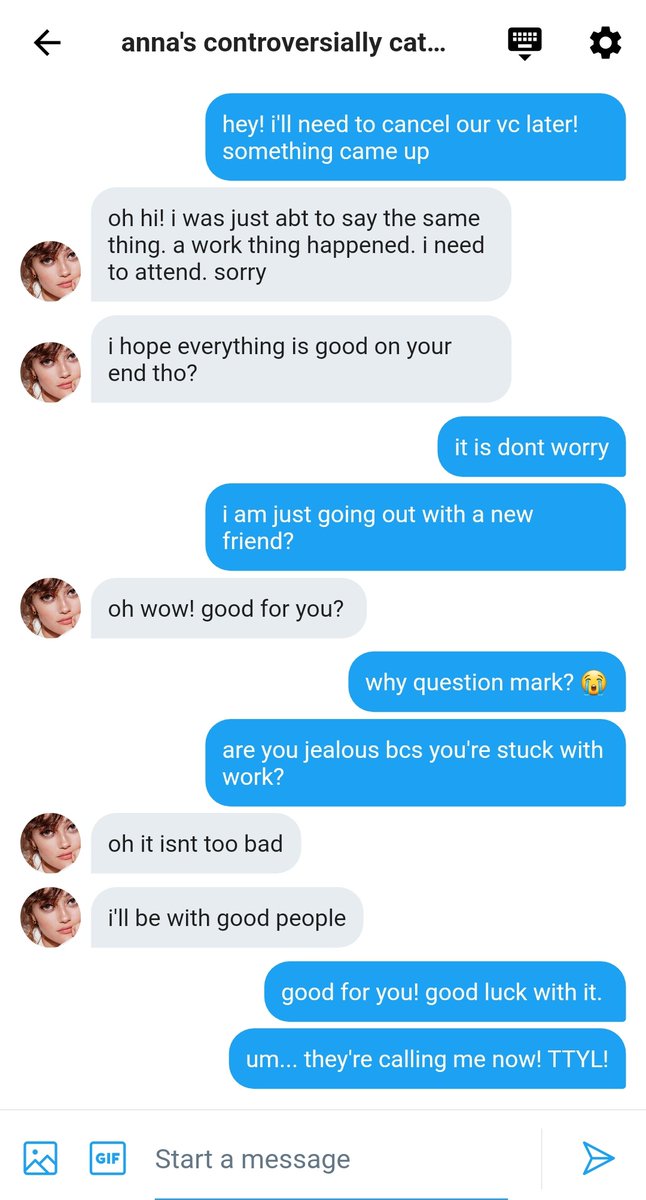 anna's controversially cat...
hey! i'll need to cancel our vc later!
something came up
oh hi! i was just abt to say the same
thing. a work thing happened. i need
to attend. sorry
i hope everything is good on your
end tho?
it is dont worry
i am just going out with a new
friend?
oh wow! good for you?
why question mark? 😭
are you jealous bcs you're stuck with
work?
oh it isnt too bad
i'll be with good people
good for you! good luck with it.
um... they're calling me now! TTYL!
GIF
Start a message